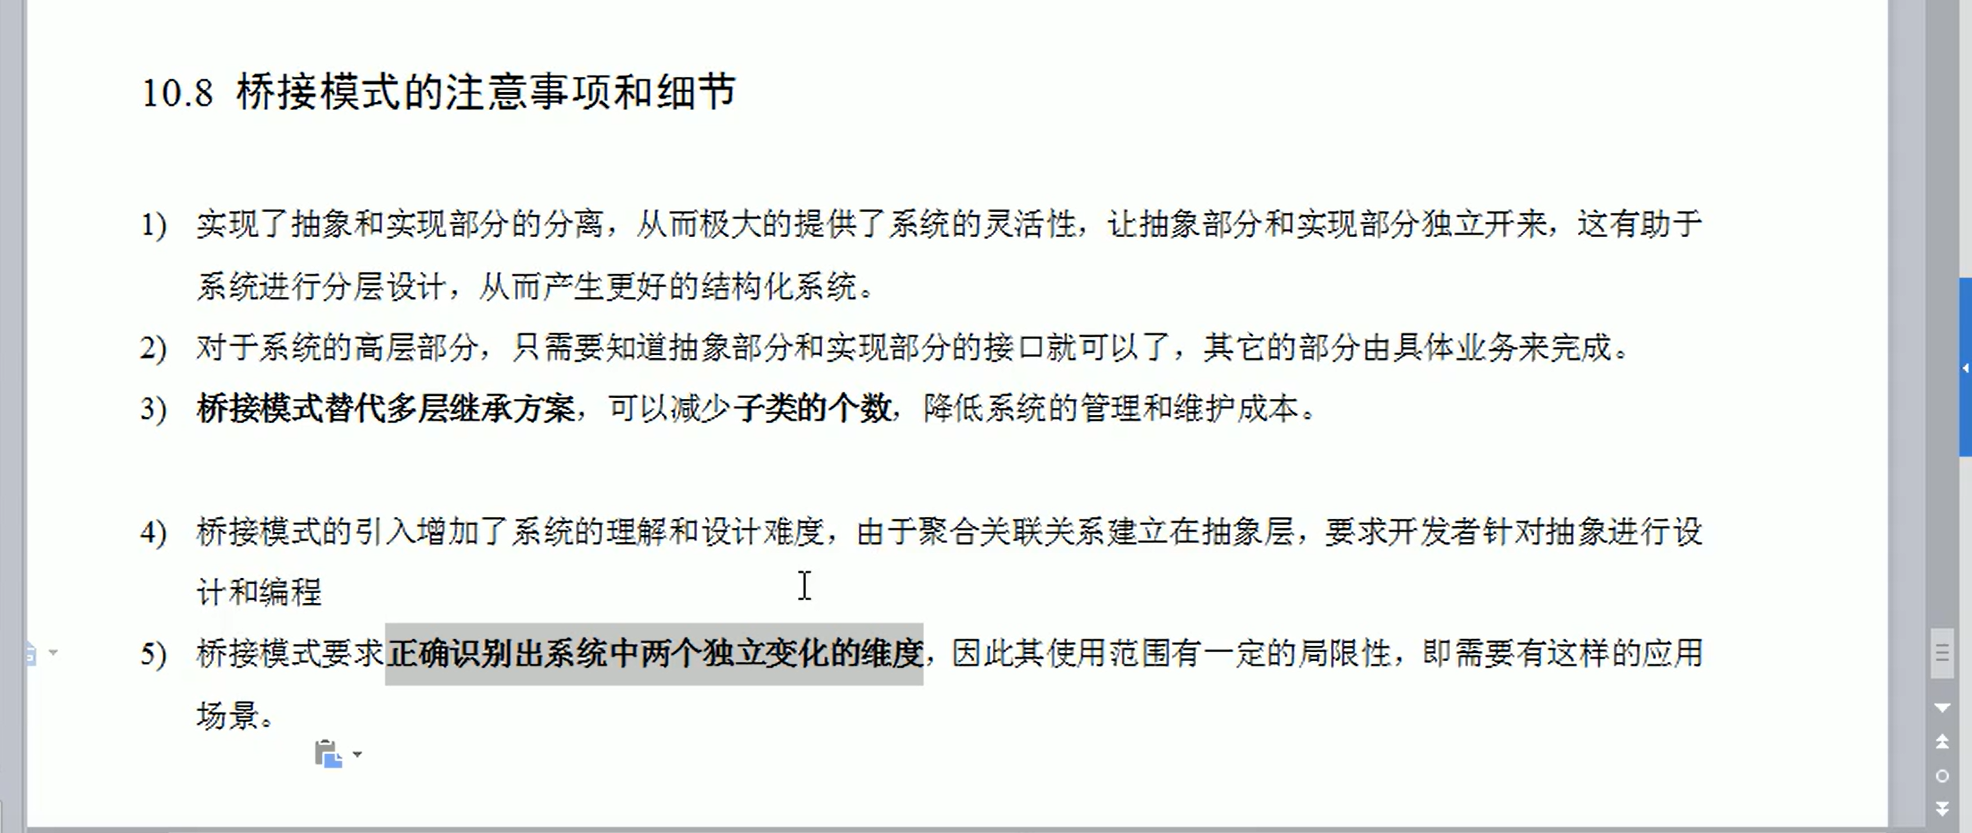 10.8 桥接模式的注意事项和细节
1) 实现了抽象和实现部分的分离，从而极大的提供了系统的灵活性，让抽象部分和实现部分独立开来，这有助于
系统进行分层设计，从而产生更好的结构化系统。
2) 对于系统的高层部分，只需要知道抽象部分和实现部分的接口就可以了，其它的部分由具体业务来完成。
3) 桥接模式替代多层继承方案，可以减少子类的个数，降低系统的管理和维护成本。
4) 桥接模式的引入增加了系统的理解和设计难度，由于聚合关联关系建立在抽象层，要求开发者针对抽象进行设
计和编程
5) 桥接模式要求正确识别出系统中两个独立变化的维度，因此其使用范围有一定的局限性，即需要有这样的应用
场景。